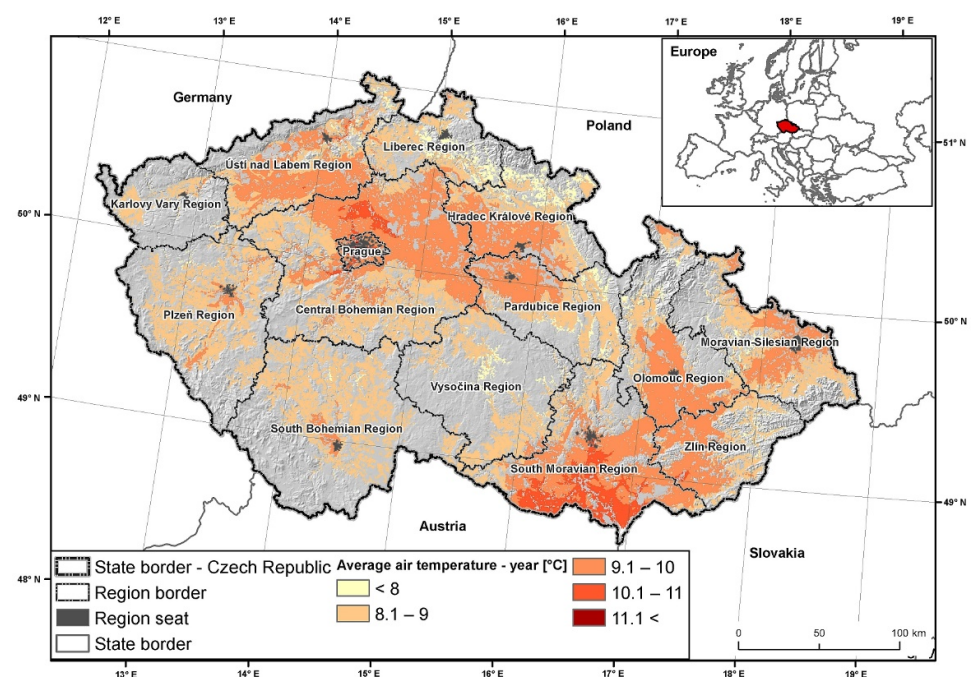 12° E
13° E
14° E
15° E
16° E
17° E
18° E
19° E
Europe
Germany
Poland
51° N
Liberec Region
Ústí nad Labem Region
Karlovy Vary Region
50° N
Hradec Králové Region
Prague
Plzeň Region
Central Bohemian Region
Pardubice Region
50° N
Moravian-Silesian Region
Olomouc Region
Vysočina Region
49° N
South Bohemian Region
Zlín Region
South Moravian Region
49° N
Austria
Slovakia
48° N
State border - Czech Republic
Region border
Region seat
State border
Average air temperature - year [°C]
< 8
8.1 – 9
9.1 – 10
10.1 – 11
11.1 <
0
50
100 km
13° E
14° E
15° E
16° E
17° E
18° E
19° E